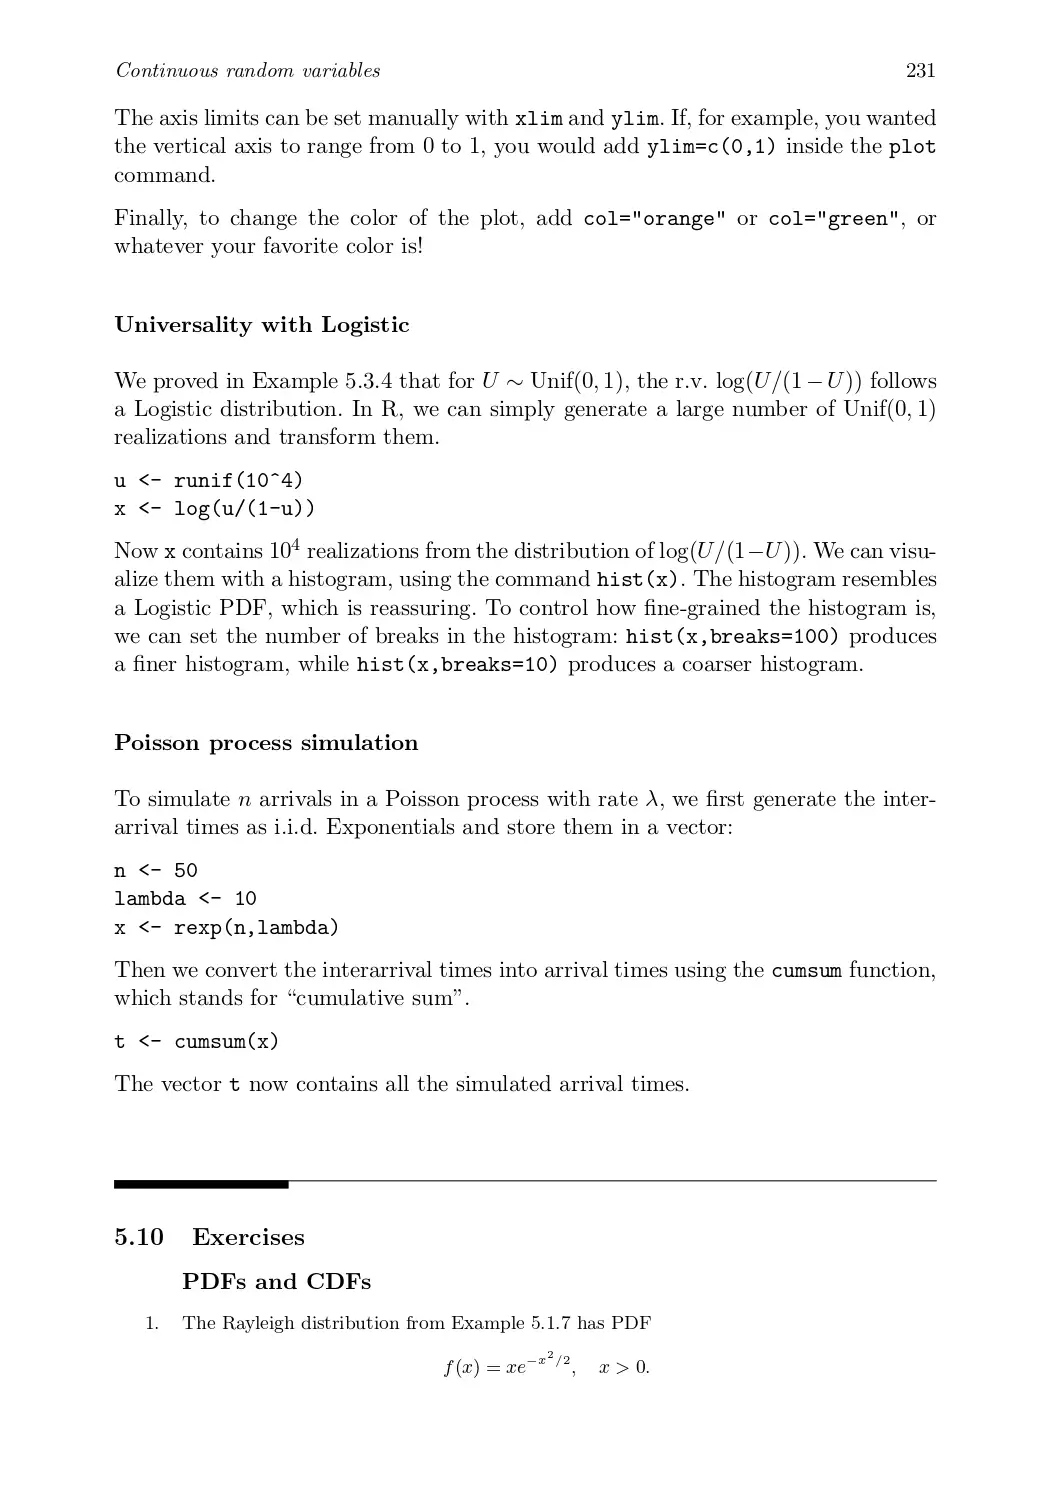 Continuous random variables 231
The axis limits can be set manually with xlim and ylim. If, for example, you wanted
the vertical axis to range from 0 to 1, you would add ylim=c(0,1) inside the plot
command.
Finally, to change the color of the plot, add col="orange" or col="green", or
whatever your favorite color is!
Universality with Logistic
We proved in Example 5.3.4 that for U ∼ Unif(0, 1), the r.v. log(U/(1 − U)) follows
a Logistic distribution. In R, we can simply generate a large number of Unif(0, 1)
realizations and transform them.
u <- runif(10^4)
x <- log(u/(1-u))
Now x contains 10⁴ realizations from the distribution of log(U/(1−U)). We can visu-
alize them with a histogram, using the command hist(x). The histogram resembles
a Logistic PDF, which is reassuring. To control how fine-grained the histogram is,
we can set the number of breaks in the histogram: hist(x,breaks=100) produces
a finer histogram, while hist(x,breaks=10) produces a coarser histogram.
Poisson process simulation
To simulate n arrivals in a Poisson process with rate λ, we first generate the inter-
arrival times as i.i.d. Exponentials and store them in a vector:
n <- 50
lambda <- 10
x <- rexp(n,lambda)
Then we convert the interarrival times into arrival times using the cumsum function,
which stands for “cumulative sum”.
t <- cumsum(x)
The vector t now contains all the simulated arrival times.
5.10 Exercises
PDFs and CDFs
1. The Rayleigh distribution from Example 5.1.7 has PDF
f(x) = xe^{−x²/2}, x > 0.